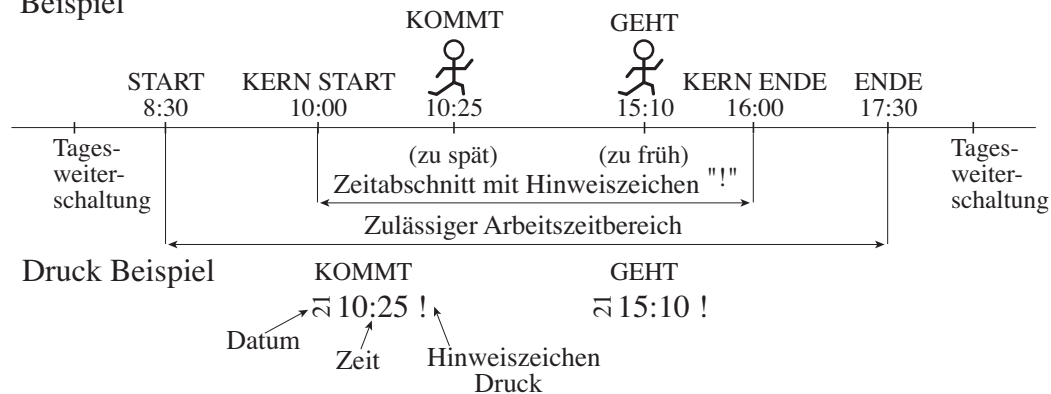 Beispiel
KOMMT GEHT
START KERN START KERN ENDE ENDE
8:30 10:00 10:25 15:10 16:00 17:30
Tages-
weiter-
schaltung
(zu spät) (zu früh)
Tages-
weiter-
schaltung
Zeitabschnitt mit Hinweiszeichen "!"
Zulässiger Arbeitszeitbereich
Druck Beispiel
KOMMT GEHT
21 10:25 ! 21 15:10 !
Datum
Zeit
Hinweiszeichen
Druck